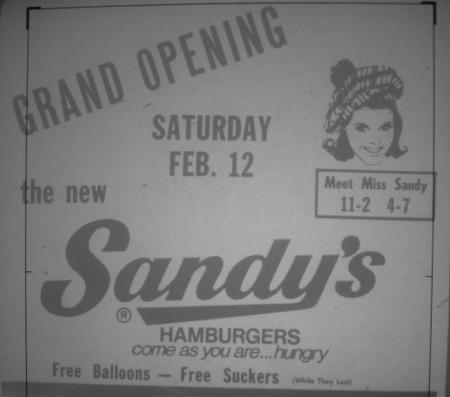 GRAND OPENING
SATURDAY
FEB. 12
Meet Miss Sandy
11-2 4-7
the new
Sandy's
®
HAMBURGERS
come as you are...hungry
Free Balloons — Free Suckers (While They Last)